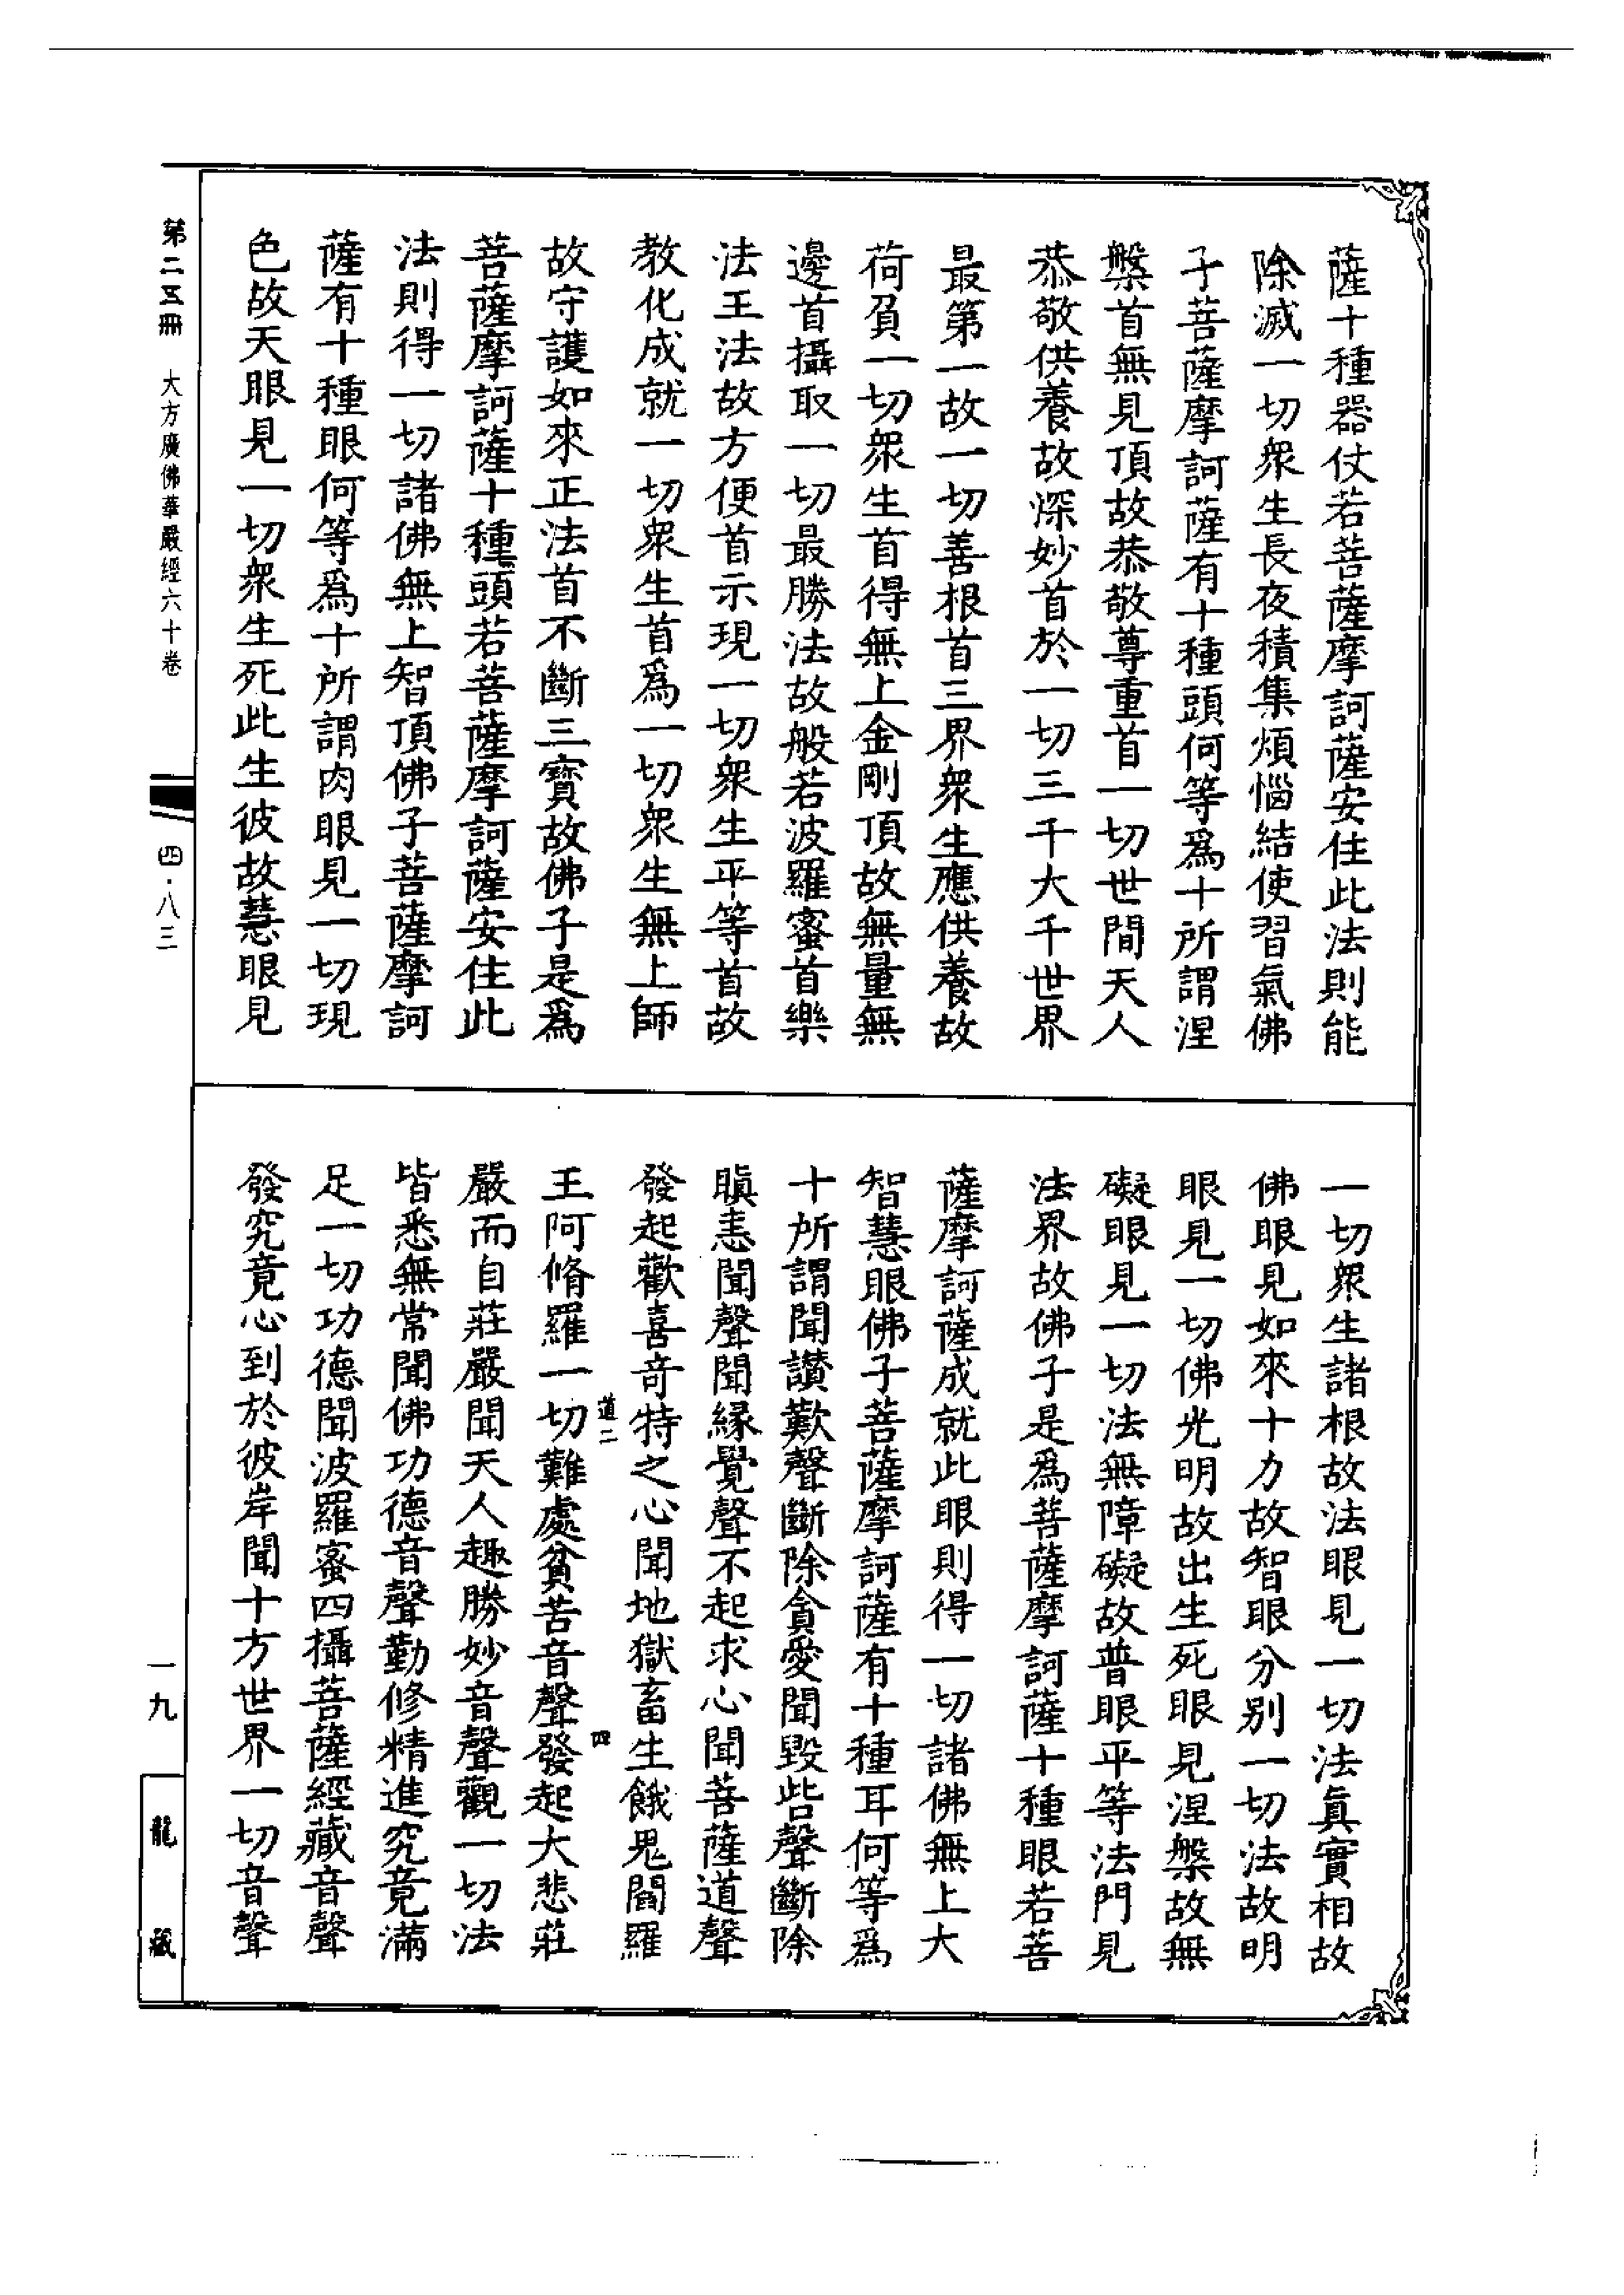 薩十種器仗若菩薩摩訶薩安住此法則能
除滅一切衆生長夜積集煩惱結使習氣佛
子菩薩摩訶薩有十種頭何等爲十所謂涅
槃首無見頂故恭敬尊重首一切世間天人
恭敬供養故深妙首於一切三千大千世界
最第一故一切善根首三界衆生應供養故
荷負一切衆生首得無上金剛頂故無量無
邊首攝取一切最勝法故般若波羅蜜首樂
法王法故方便首示現一切衆生平等首故
教化成就一切衆生首爲一切衆生無上師
故守護如來正法首不斷三寶故佛子是爲
菩薩摩訶薩十種頭若菩薩摩訶薩安住此
法則得一切諸佛無上智頂佛子菩薩摩訶
薩有十種眼何等爲十所謂肉眼見一切現
色故天眼見一切衆生死此生彼故慧眼見
一切衆生諸根故法眼見一切法眞實相故
佛眼見如來十力故智眼分别一切法故明
眼見一切佛光明故出生死眼見涅槃故無
礙眼見一切法無障礙故普眼平等法門見
法界故佛子是爲菩薩摩訶薩十種眼若菩
薩摩訶薩成就此眼則得一切諸佛無上大
智慧眼佛子菩薩摩訶薩有十種耳何等爲
十所謂聞讃歎聲斷除貪愛聞毀呰聲斷除
瞋恚聞聲聞緣覺聲不起求心聞菩薩道聲
發起歡喜奇特之心聞地獄畜生餓鬼閻羅
王阿脩羅一切難處貧苦音聲發起大悲莊
道二
四
嚴而自莊嚴聞天人趣勝妙音聲觀一切法
皆悉無常聞佛功德音聲勤修精進究竟滿
足一切功德聞波羅蜜四攝菩薩經藏音聲
發究竟心到於彼岸聞十方世界一切音聲
第二五冊
大方廣佛華嚴經六十卷
四·八三
一九
龍藏